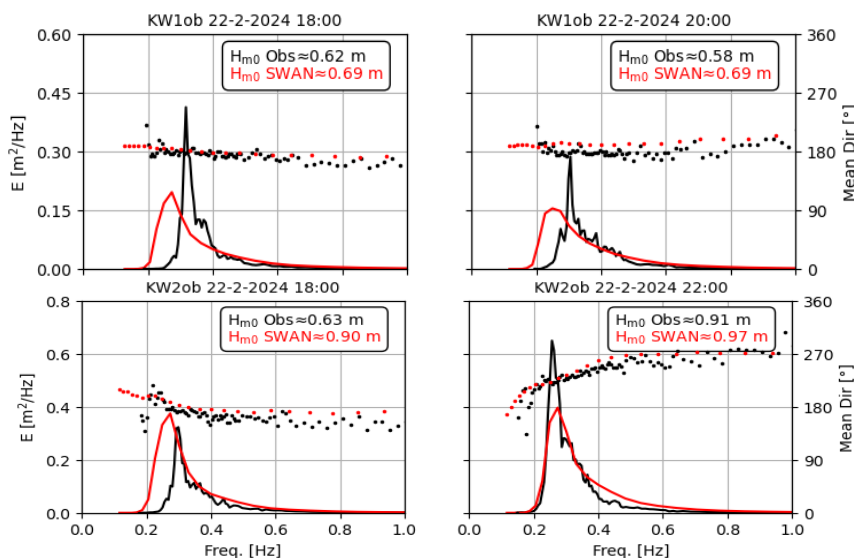 KW1ob 22-2-2024 18:00
KW1ob 22-2-2024 20:00
0.60
0.45
0.30
0.15
0.00
E [m²/Hz]
Hm0 Obs≈0.62 m
Hm0 SWAN≈0.69 m
Hm0 Obs≈0.58 m
Hm0 SWAN≈0.69 m
360
270
180
90
0
Mean Dir [°]
KW2ob 22-2-2024 18:00
KW2ob 22-2-2024 22:00
0.8
0.6
0.4
0.2
0.0
E [m²/Hz]
Hm0 Obs≈0.63 m
Hm0 SWAN≈0.90 m
Hm0 Obs≈0.91 m
Hm0 SWAN≈0.97 m
360
270
180
90
0
Mean Dir [°]
0.0 0.2 0.4 0.6 0.8 1.0
0.0 0.2 0.4 0.6 0.8 1.0
Freq. [Hz]
Freq. [Hz]